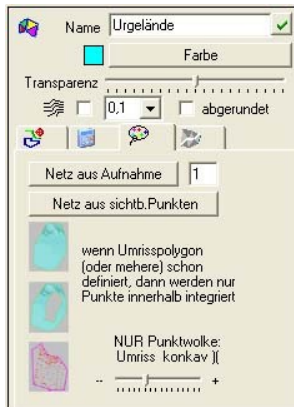 Name Urgelände
Farbe
Transparenz
0,1 abgerundet
Netz aus Aufnahme 1
Netz aus sichtb.Punkten
wenn Umrisspolygon
(oder mehere) schon
definiert, dann werden nur
Punkte innerhalb integriert
NUR Punktwolke:
Umriss konkav )(
-- +